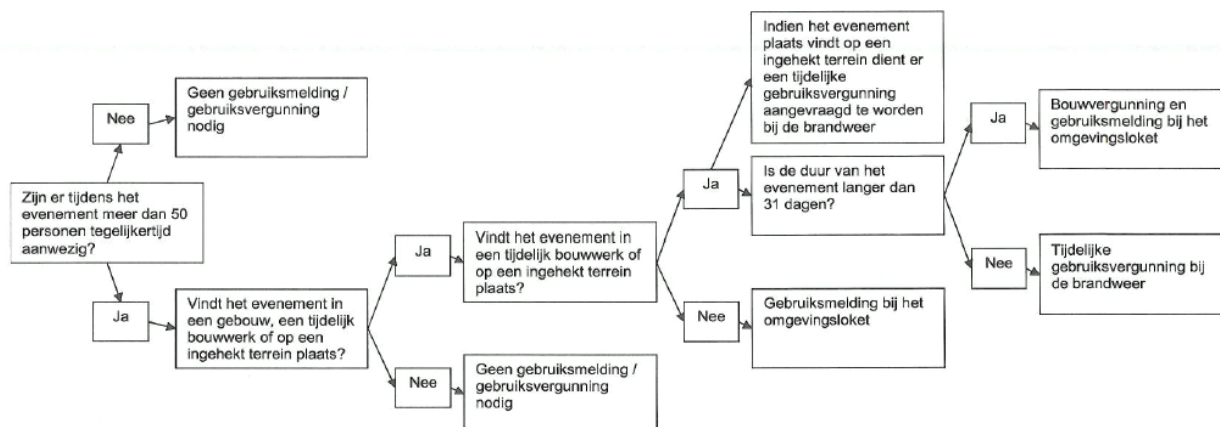 Nee
Geen gebruiksmelding /
gebruiksvergunning
nodig
Zijn er tijdens het
evenement meer dan 50
personen tegelijkertijd
aanwezig?
Ja
Vindt het evenement in
een gebouw, een tijdelijk
bouwwerk of op een
ingehekt terrein plaats?
Ja
Vindt het evenement in
een tijdelijk bouwwerk of
op een ingehekt terrein
plaats?
Nee
Geen gebruiksmelding /
gebruiksvergunning
nodig
Ja
Indien het evenement
plaats vindt op een
ingehekt terrein dient er
een tijdelijke
gebruiksvergunning
aangevraagd te worden
bij de brandweer
Is de duur van het
evenement langer dan
31 dagen?
Nee
Gebruiksmelding bij het
omgevingsloket
Ja
Bouwvergunning en
gebruiksmelding bij het
omgevingsloket
Nee
Tijdelijke
gebruiksvergunning bij
de brandweer